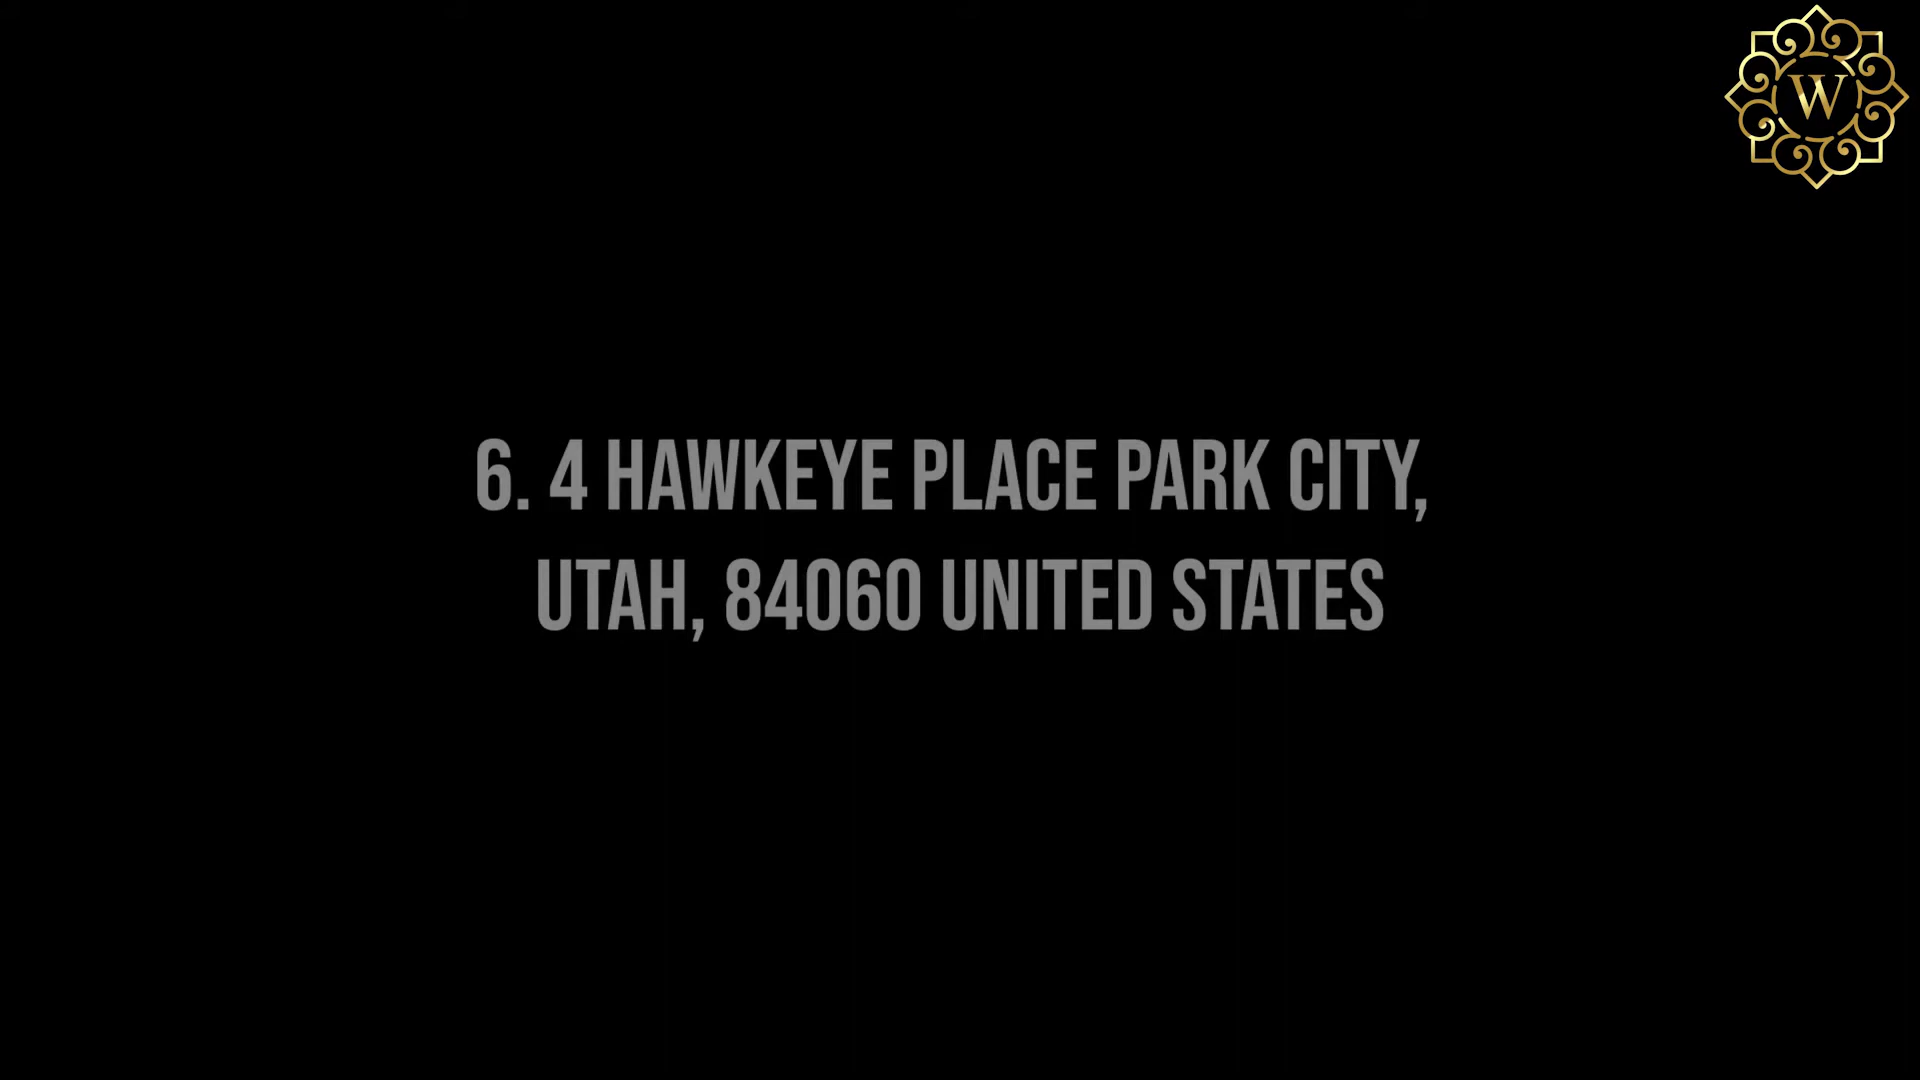 W
6. 4 HAWKEYE PLACE PARK CITY,
UTAH, 84060 UNITED STATES